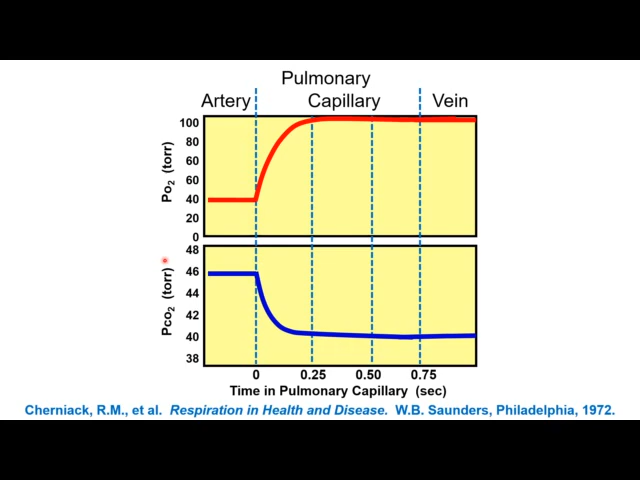 Pulmonary
Artery Capillary Vein
100
80
60
40
20
0
Po2 (torr)
48
46
44
42
40
38
Pco2 (torr)
0 0.25 0.50 0.75
Time in Pulmonary Capillary (sec)
Cherniack, R.M., et al. Respiration in Health and Disease. W.B. Saunders, Philadelphia, 1972.